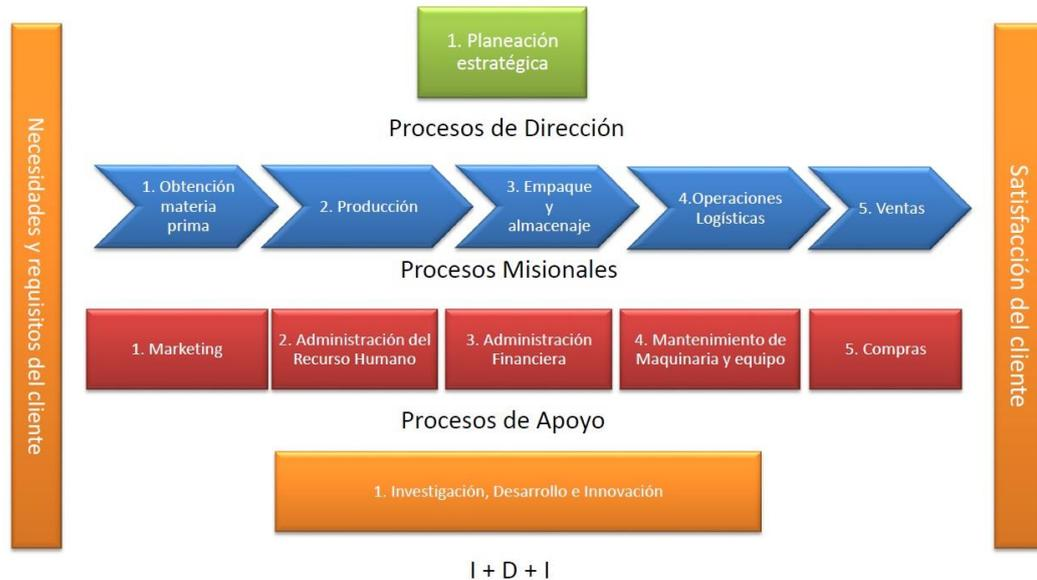 Necesidades y requisitos del cliente
1. Planeación
estratégica
Procesos de Dirección
1. Obtención
materia
prima
2. Producción
3. Empaque
y
almacenaje
4.Operaciones
Logísticas
5. Ventas
Procesos Misionales
1. Marketing
2. Administración del
Recurso Humano
3. Administración
Financiera
4. Mantenimiento de
Maquinaria y equipo
5. Compras
Procesos de Apoyo
1. Investigación, Desarrollo e Innovación
I + D + I
Satisfacción del cliente